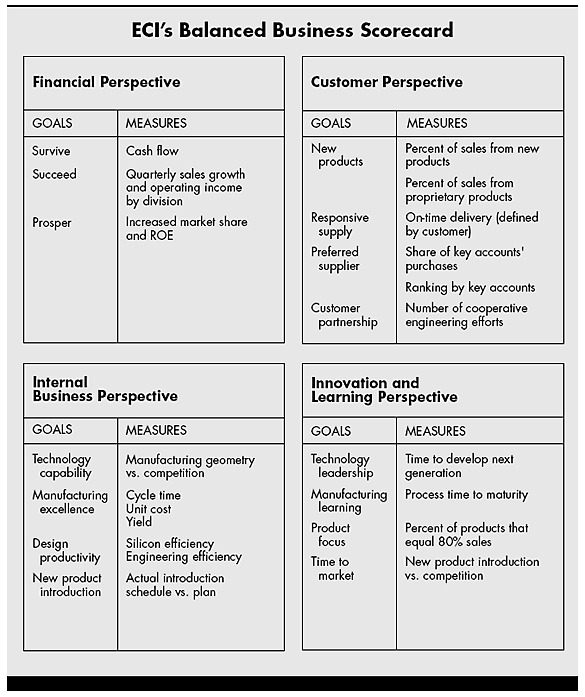 ECI's Balanced Business Scorecard
Financial Perspective
GOALS MEASURES
Survive Cash flow
Succeed Quarterly sales growth
and operating income
by division
Prosper Increased market share
and ROE
Customer Perspective
GOALS MEASURES
New Percent of sales from new
products products
Percent of sales from
proprietary products
Responsive On-time delivery (defined
supply by customer)
Preferred Share of key accounts'
supplier purchases
Ranking by key accounts
Customer Number of cooperative
partnership engineering efforts
Internal
Business Perspective
GOALS MEASURES
Technology Manufacturing geometry
capability vs. competition
Manufacturing Cycle time
excellence Unit cost
Yield
Design Silicon efficiency
productivity Engineering efficiency
New product Actual introduction
introduction schedule vs. plan
Innovation and
Learning Perspective
GOALS MEASURES
Technology Time to develop next
leadership generation
Manufacturing Process time to maturity
learning
Product Percent of products that
focus equal 80% sales
Time to New product introduction
market vs. competition